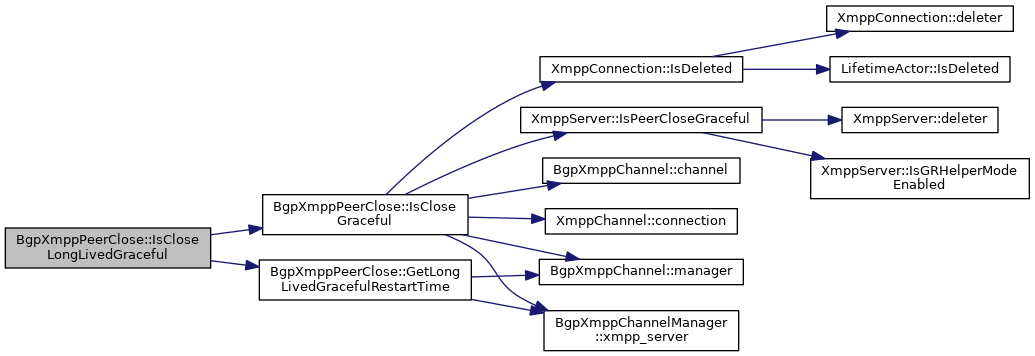 BgpXmppPeerClose::IsClose
LongLivedGraceful
BgpXmppPeerClose::IsClose
Graceful
BgpXmppPeerClose::GetLong
LivedGracefulRestartTime
XmppConnection::IsDeleted
XmppServer::IsPeerCloseGraceful
BgpXmppChannel::channel
XmppChannel::connection
BgpXmppChannel::manager
BgpXmppChannelManager
::xmpp_server
XmppConnection::deleter
LifetimeActor::IsDeleted
XmppServer::deleter
XmppServer::IsGRHelperMode
Enabled